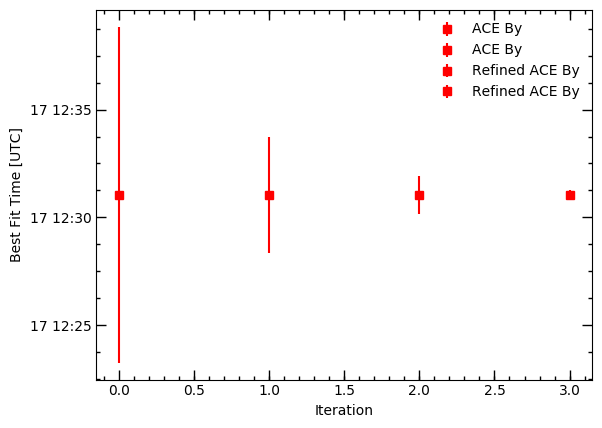 ACE By
ACE By
Refined ACE By
Refined ACE By
Best Fit Time [UTC]
17 12:35
17 12:30
17 12:25
0.0 0.5 1.0 1.5 2.0 2.5 3.0
Iteration